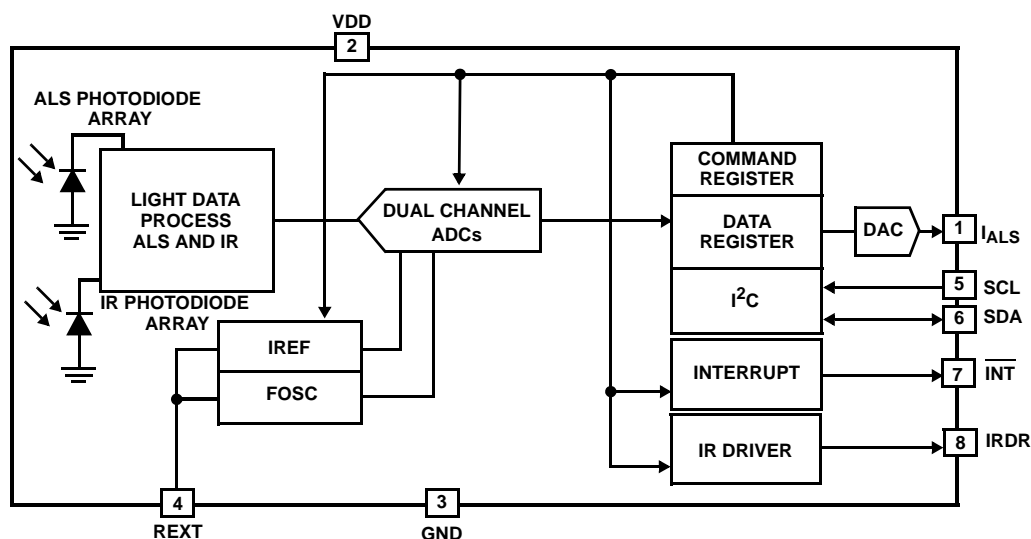 VDD
2
ALS PHOTODIODE
ARRAY
LIGHT DATA
PROCESS
ALS AND IR
IR PHOTODIODE
ARRAY
DUAL CHANNEL
ADCs
IREF
FOSC
COMMAND
REGISTER
DATA
REGISTER
I²C
INTERRUPT
IR DRIVER
DAC
1
I_ALS
5
SCL
6
SDA
7
I̅N̅T̅
8
IRDR
4
REXT
3
GND